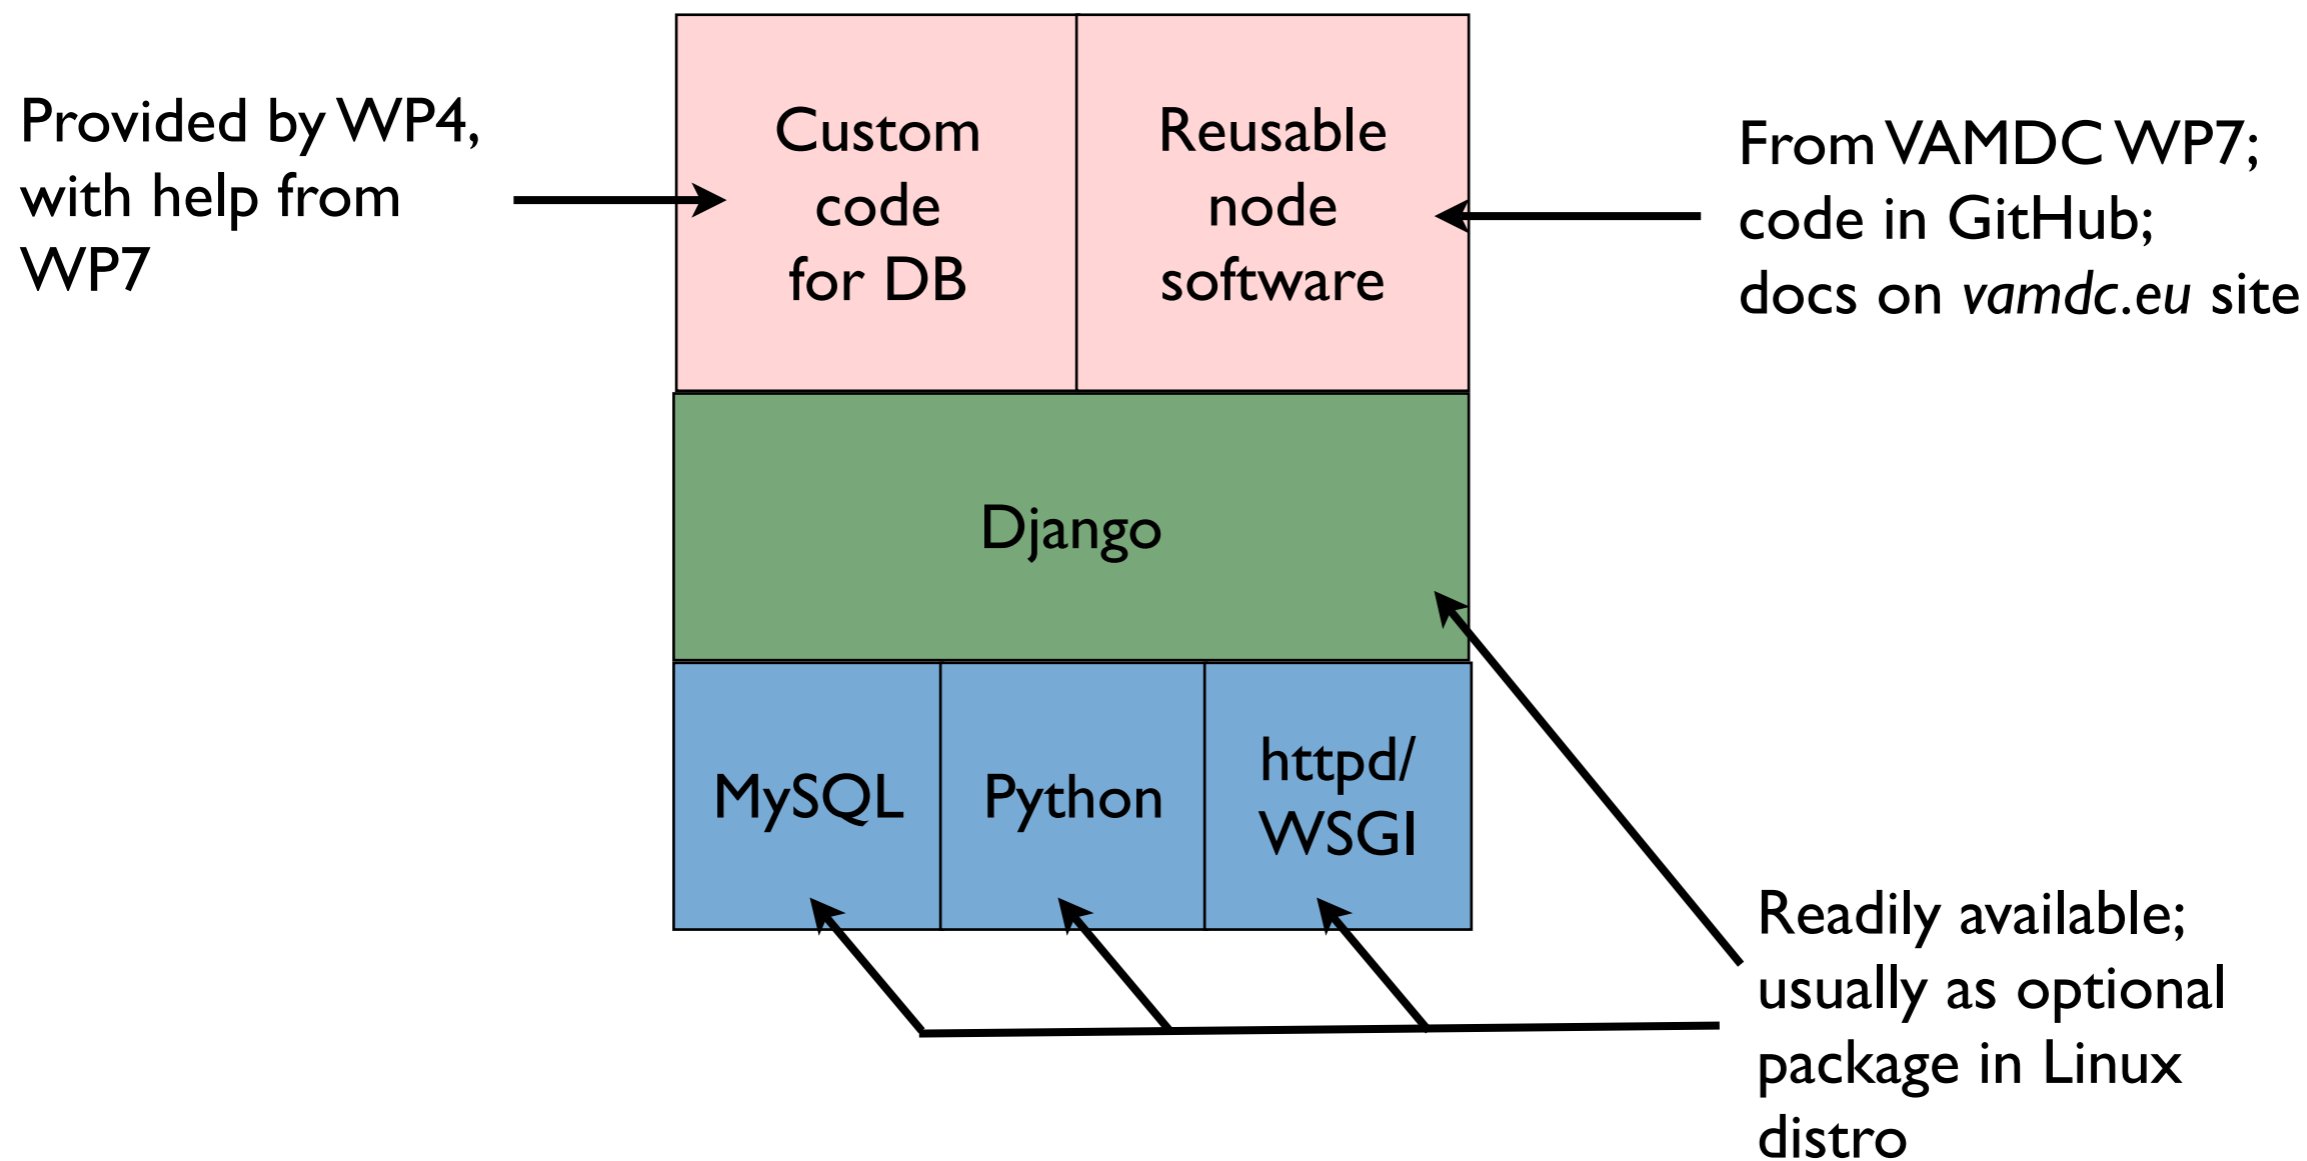 Provided by WP4,
with help from
WP7
Custom
code
for DB
Reusable
node
software
From VAMDC WP7;
code in GitHub;
docs on vamdc.eu site
Django
MySQL
Python
httpd/
WSGI
Readily available;
usually as optional
package in Linux
distro